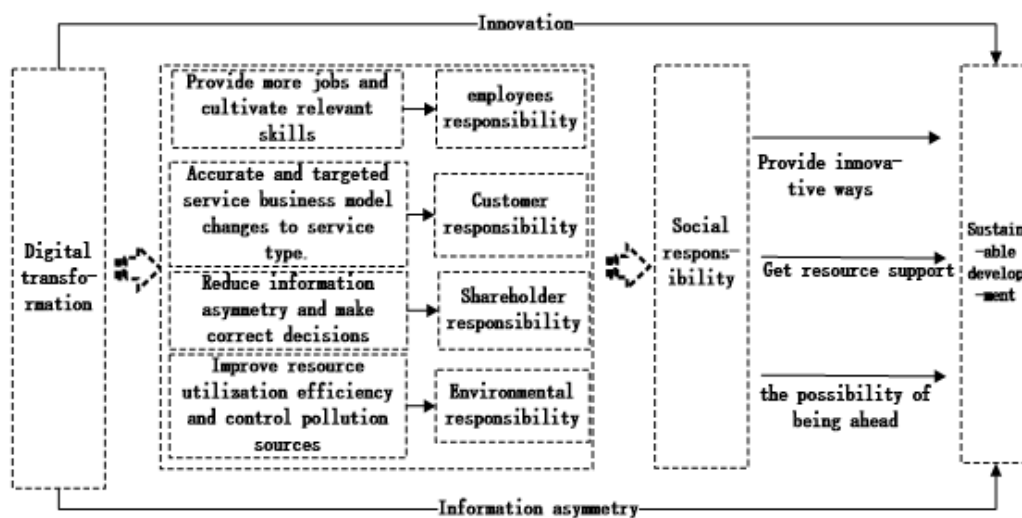 Innovation
Digital
transfo-
rmation
Provide more jobs and
cultivate relevant
skills
employees
responsibility
Accurate and targeted
service business model
changes to service
type.
Customer
responsibility
Reduce information
asymmetry and make
correct decisions
Shareholder
responsibility
Improve resource
utilization efficiency
and control pollution
sources
Environmental
responsibility
Social
respons-
ibility
Provide innova-
tive ways
Get resource support
the possibility of
being ahead
Sustain
-able
develop
-ment
Information asymmetry